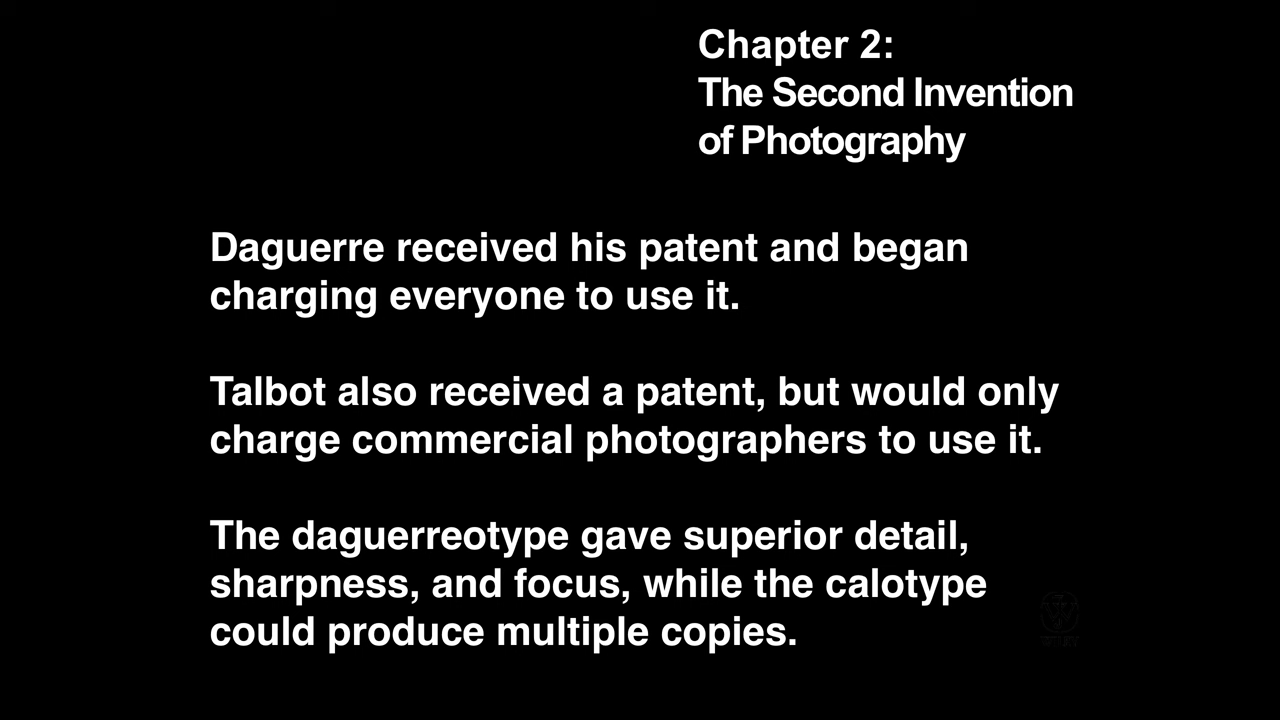 Chapter 2:
The Second Invention
of Photography
Daguerre received his patent and began
charging everyone to use it.
Talbot also received a patent, but would only
charge commercial photographers to use it.
The daguerreotype gave superior detail,
sharpness, and focus, while the calotype
could produce multiple copies.